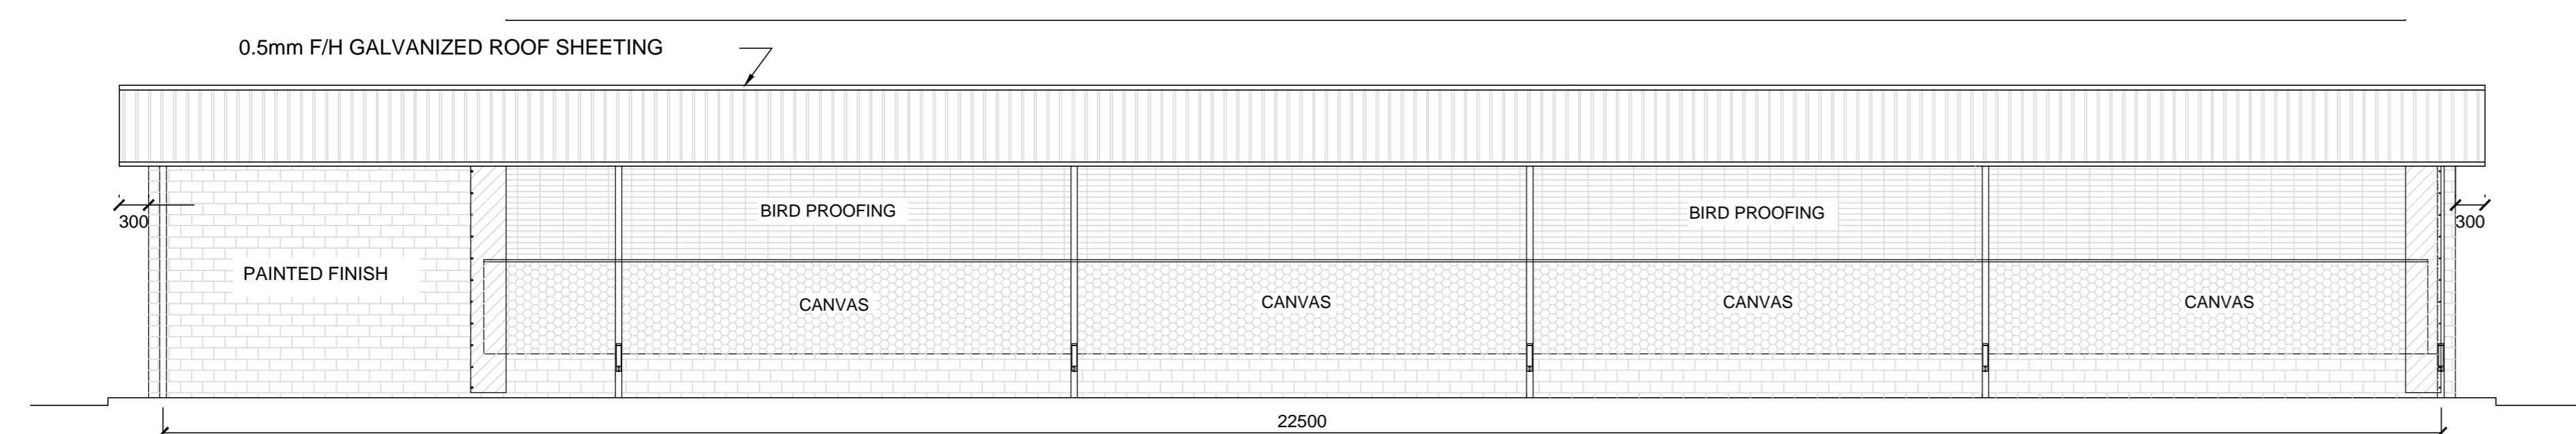 0.5mm F/H GALVANIZED ROOF SHEETING
300
BIRD PROOFING
BIRD PROOFING
300
PAINTED FINISH
CANVAS
CANVAS
CANVAS
CANVAS
22500